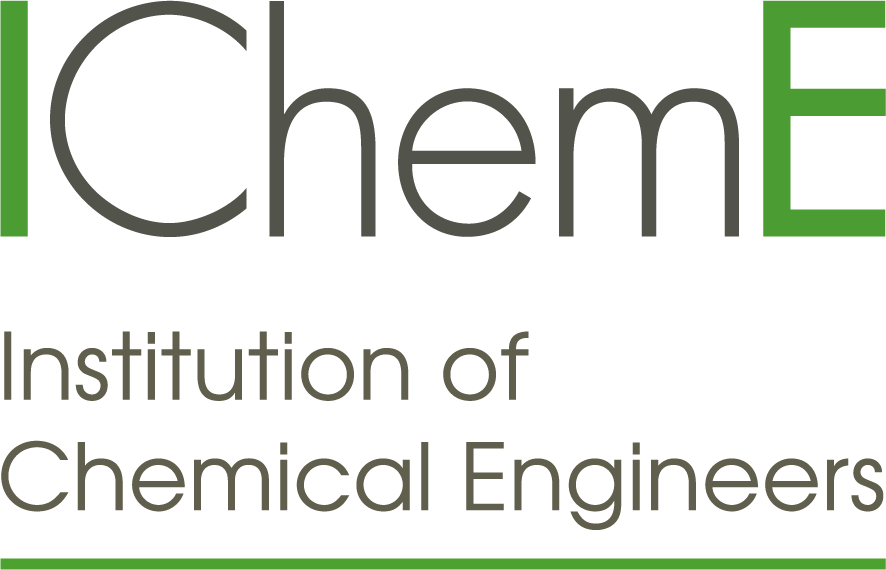 IChemE
Institution of
Chemical Engineers